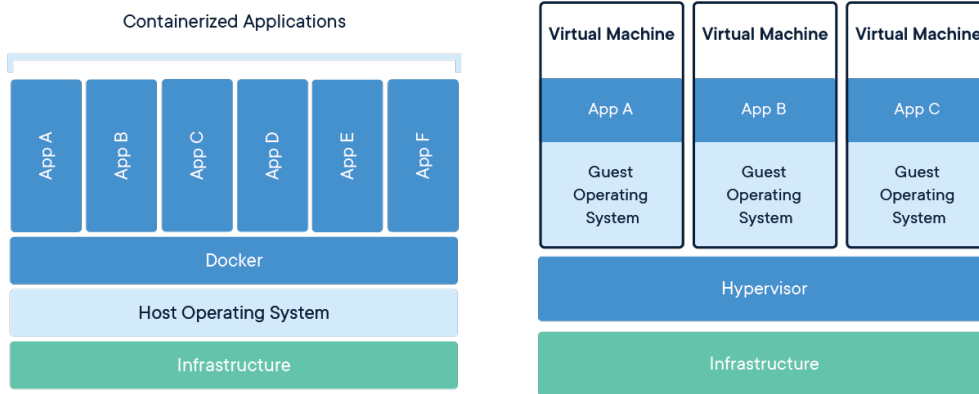 Containerized Applications
App A
App B
App C
App D
App E
App F
Docker
Host Operating System
Infrastructure
Virtual Machine
App A
Guest
Operating
System
Virtual Machine
App B
Guest
Operating
System
Virtual Machine
App C
Guest
Operating
System
Hypervisor
Infrastructure